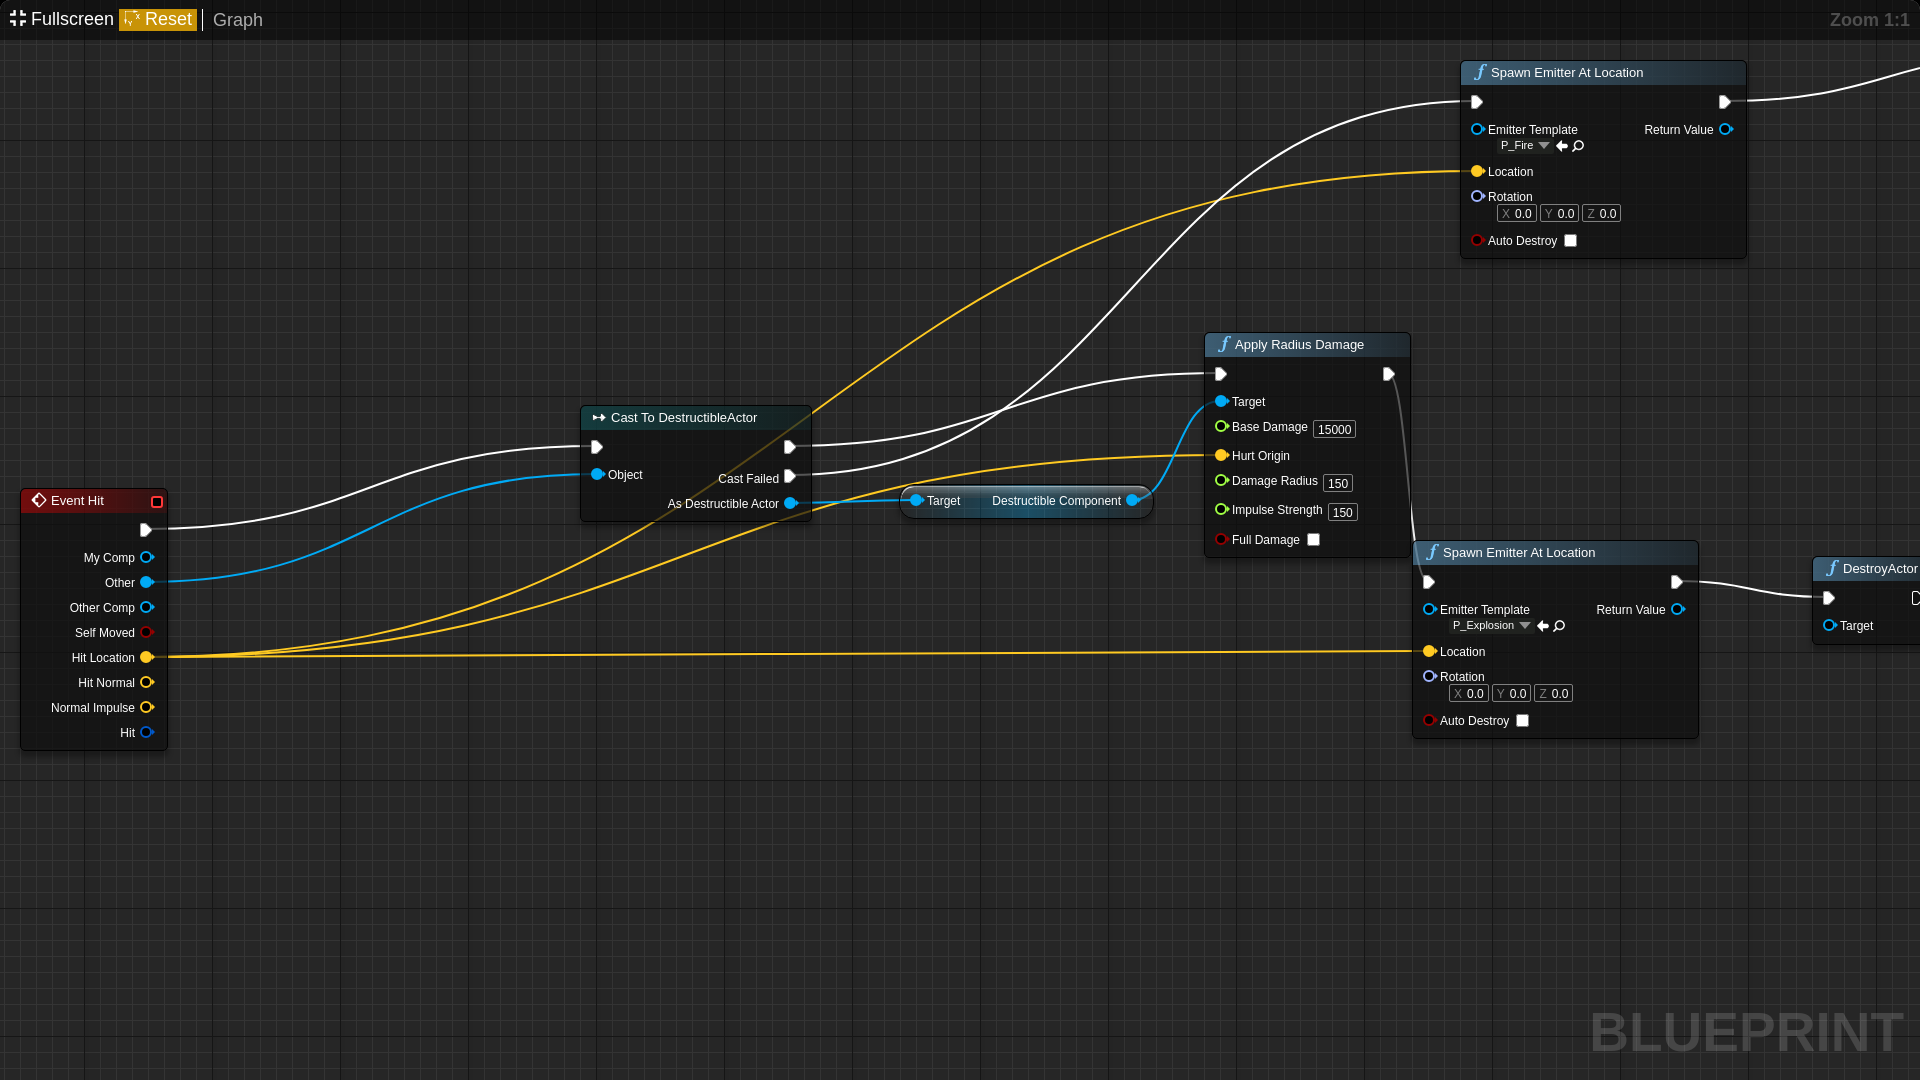 Fullscreen Reset Graph
Zoom 1:1
Spawn Emitter At Location
Emitter Template Return Value
P_Fire
Location
Rotation
X 0.0 Y 0.0 Z 0.0
Auto Destroy
Apply Radius Damage
Target
Base Damage 15000
Hurt Origin
Damage Radius 150
Impulse Strength 150
Full Damage
Cast To DestructibleActor
Object
Cast Failed
As Destructible Actor
Target Destructible Component
Event Hit
My Comp
Other
Other Comp
Self Moved
Hit Location
Hit Normal
Normal Impulse
Hit
Spawn Emitter At Location
Emitter Template Return Value
P_Explosion
Location
Rotation
X 0.0 Y 0.0 Z 0.0
Auto Destroy
DestroyActor
Target
BLUEPRINT